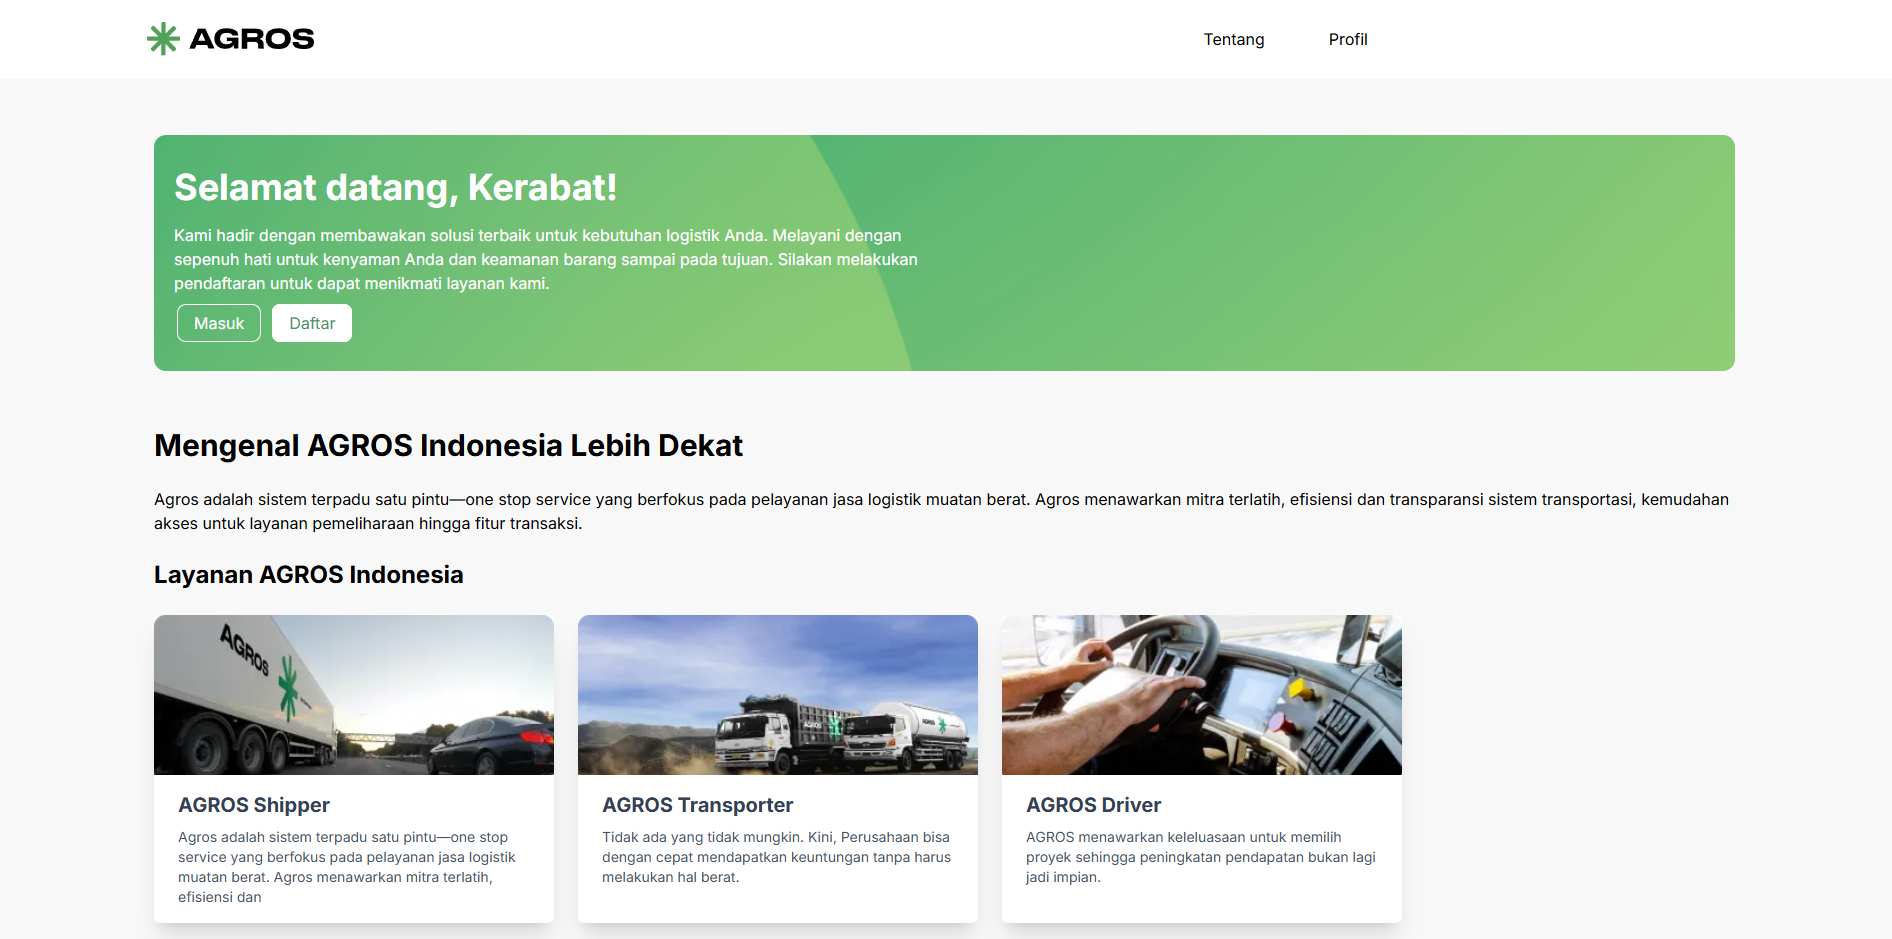 AGROS
Tentang
Profil
Selamat datang, Kerabat!
Kami hadir dengan membawakan solusi terbaik untuk kebutuhan logistik Anda. Melayani dengan
sepenuh hati untuk kenyaman Anda dan keamanan barang sampai pada tujuan. Silakan melakukan
pendaftaran untuk dapat menikmati layanan kami.
Masuk
Daftar
Mengenal AGROS Indonesia Lebih Dekat
Agros adalah sistem terpadu satu pintu—one stop service yang berfokus pada pelayanan jasa logistik muatan berat. Agros menawarkan mitra terlatih, efisiensi dan transparansi sistem transportasi, kemudahan
akses untuk layanan pemeliharaan hingga fitur transaksi.
Layanan AGROS Indonesia
AGROS
AGROS
AGROS
AGROS Shipper
Agros adalah sistem terpadu satu pintu—one stop
service yang berfokus pada pelayanan jasa logistik
muatan berat. Agros menawarkan mitra terlatih,
efisiensi dan
AGROS Transporter
Tidak ada yang tidak mungkin. Kini, Perusahaan bisa
dengan cepat mendapatkan keuntungan tanpa harus
melakukan hal berat.
AGROS Driver
AGROS menawarkan keleluasaan untuk memilih
proyek sehingga peningkatan pendapatan bukan lagi
jadi impian.